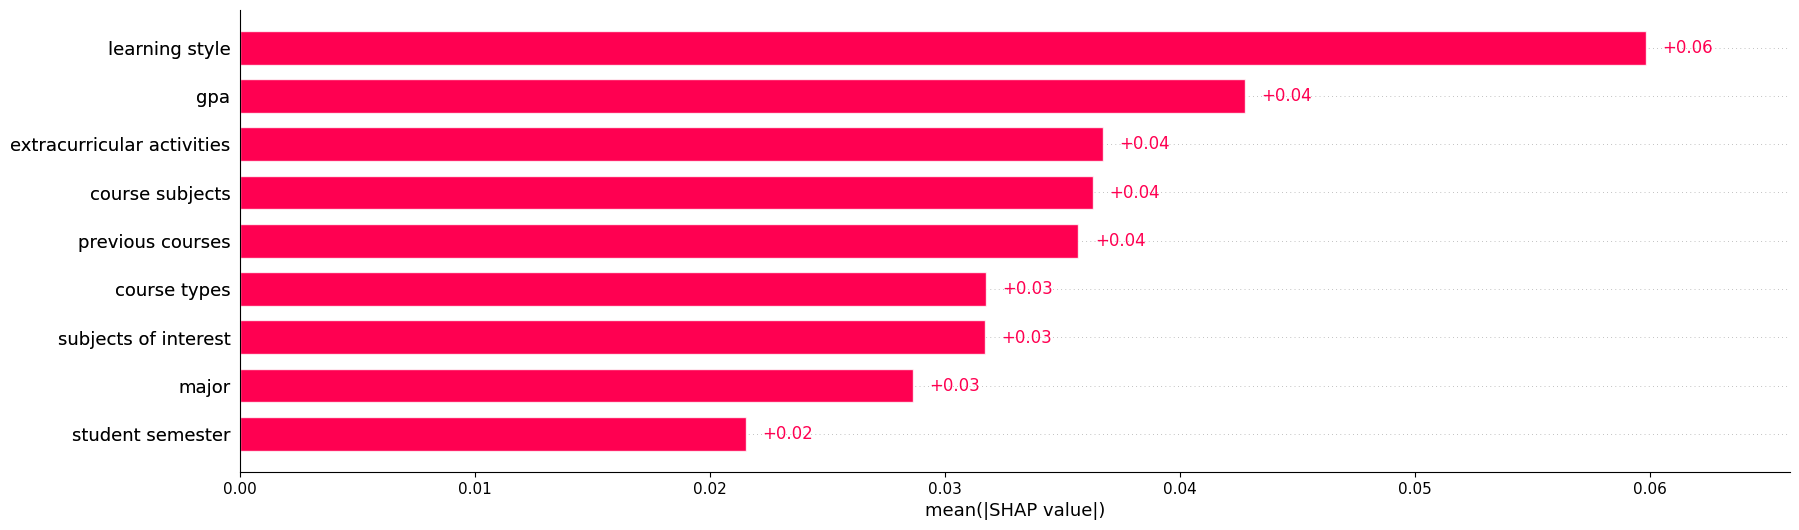 learning style +0.06
gpa +0.04
extracurricular activities +0.04
course subjects +0.04
previous courses +0.04
course types +0.03
subjects of interest +0.03
major +0.03
student semester +0.02
0.00 0.01 0.02 0.03 0.04 0.05 0.06
mean(|SHAP value|)